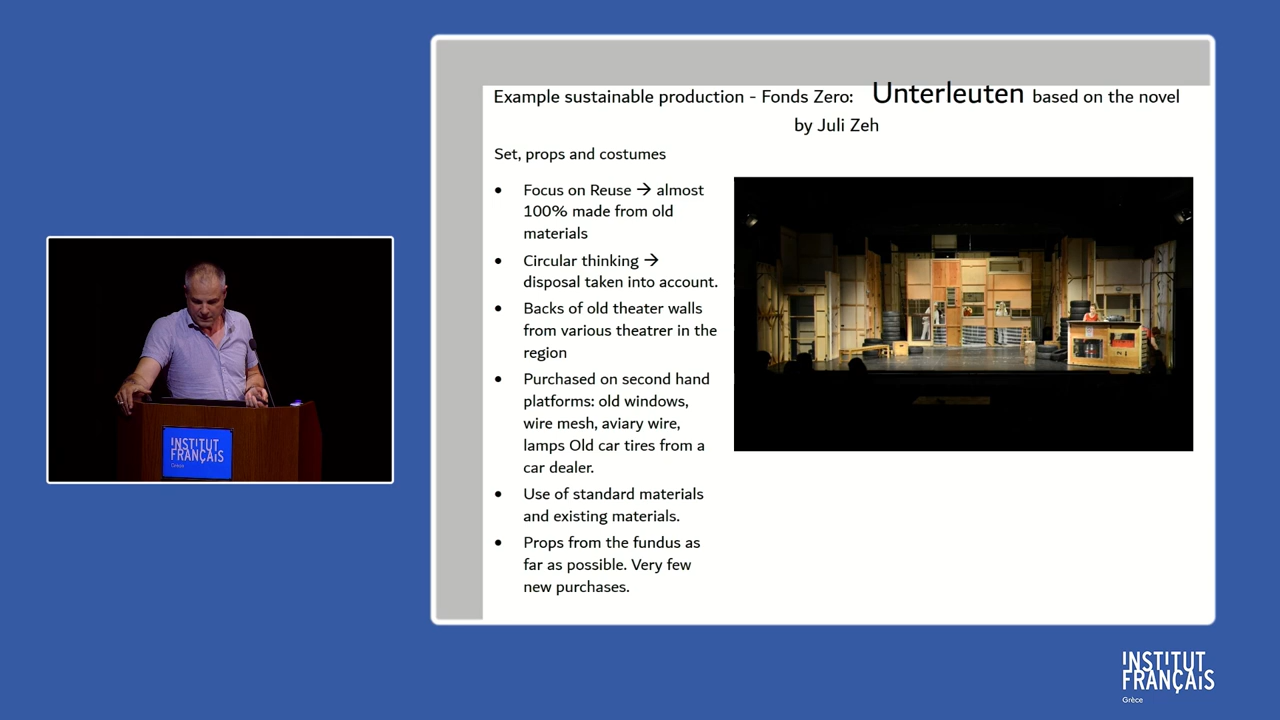 Example sustainable production - Fonds Zero: Unterleuten based on the novel
by Juli Zeh
Set, props and costumes
• Focus on Reuse → almost
100% made from old
materials
• Circular thinking →
disposal taken into account.
• Backs of old theater walls
from various theatrer in the
region
• Purchased on second hand
platforms: old windows,
wire mesh, aviary wire,
lamps Old car tires from a
car dealer.
• Use of standard materials
and existing materials.
• Props from the fundus as
far as possible. Very few
new purchases.
INSTITUT
FRANÇAIS
Grèce
INSTITUT
FRANÇAIS
Grèce